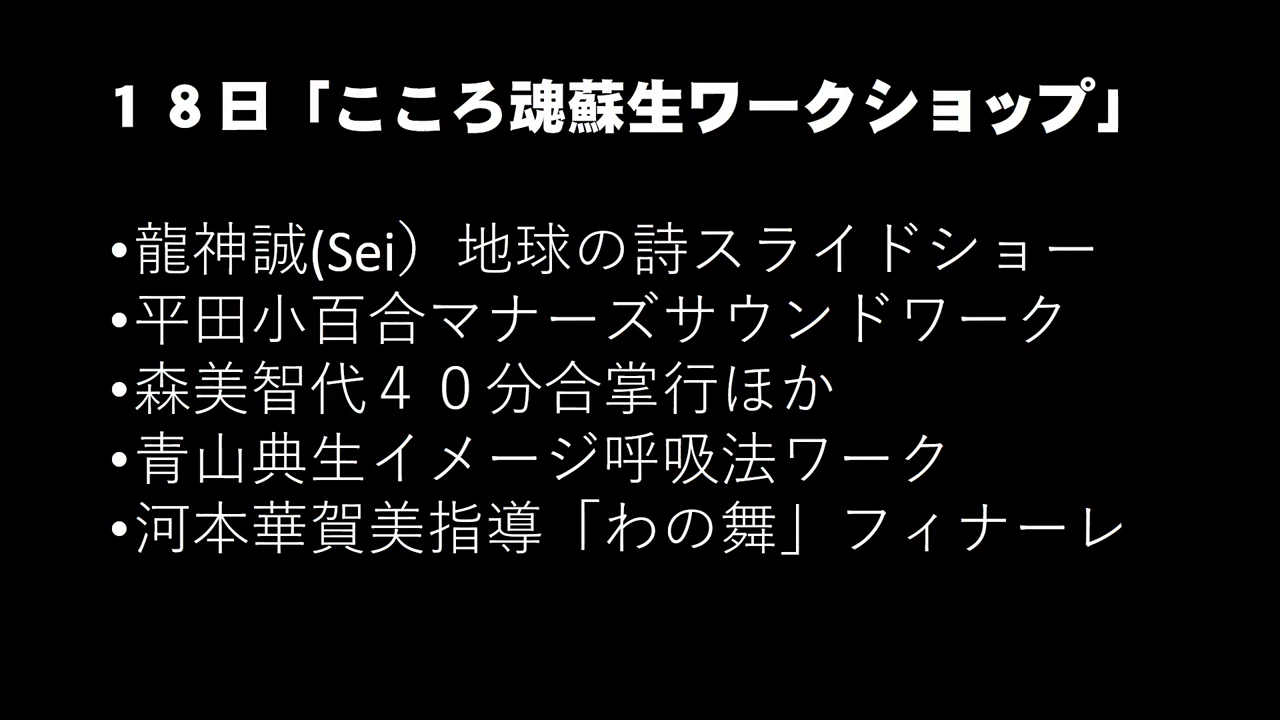 １８日「こころ魂蘇生ワークショップ」
•龍神誠(Sei）地球の詩スライドショー
•平田小百合マナーズサウンドワーク
•森美智代４０分合掌行ほか
•青山典生イメージ呼吸法ワーク
•河本華賀美指導「わの舞」フィナーレ